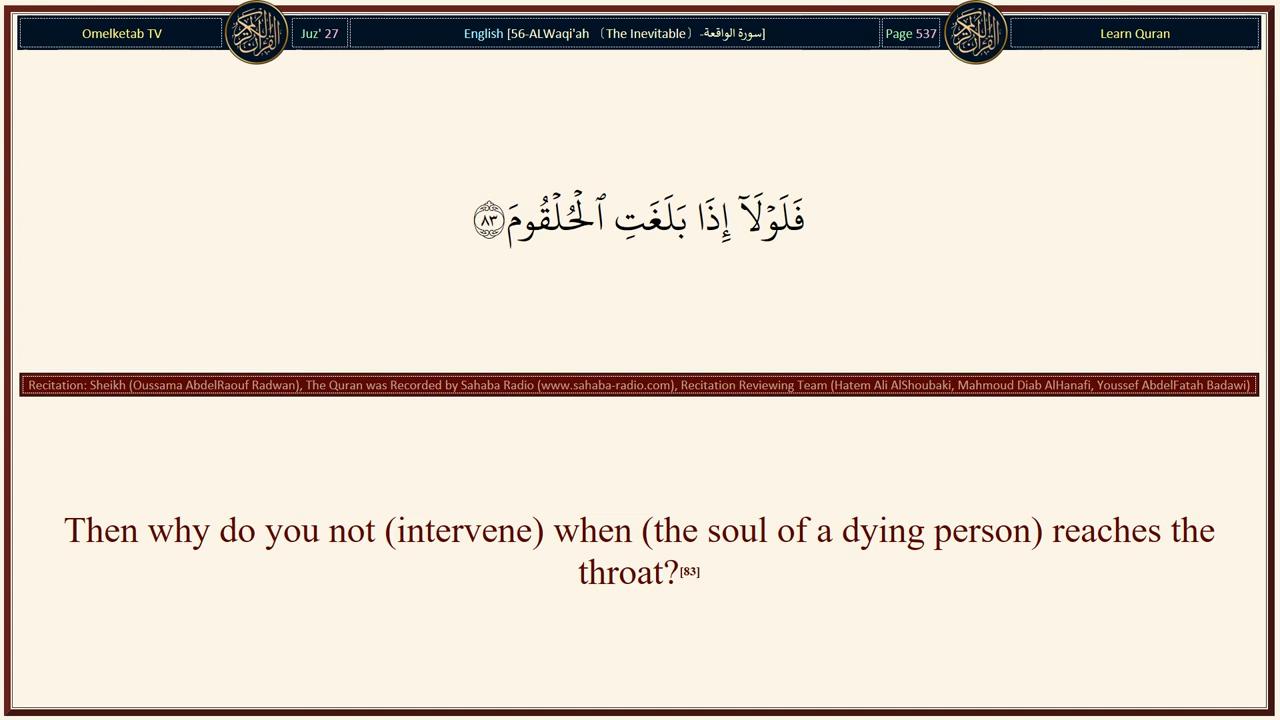 Omelketab TV
Juz' 27
English [56-ALWaqi'ah 〔The Inevitable〕 -سورة الواقعة]
Page 537
Learn Quran
فَلَوۡلَآ إِذَا بَلَغَتِ ٱلۡحُلۡقُومَ ٨٣
Recitation: Sheikh (Oussama AbdelRaouf Radwan), The Quran was Recorded by Sahaba Radio (www.sahaba-radio.com), Recitation Reviewing Team (Hatem Ali AlShoubaki, Mahmoud Diab AlHanafi, Youssef AbdelFatah Badawi)
Then why do you not (intervene) when (the soul of a dying person) reaches the
throat?[83]